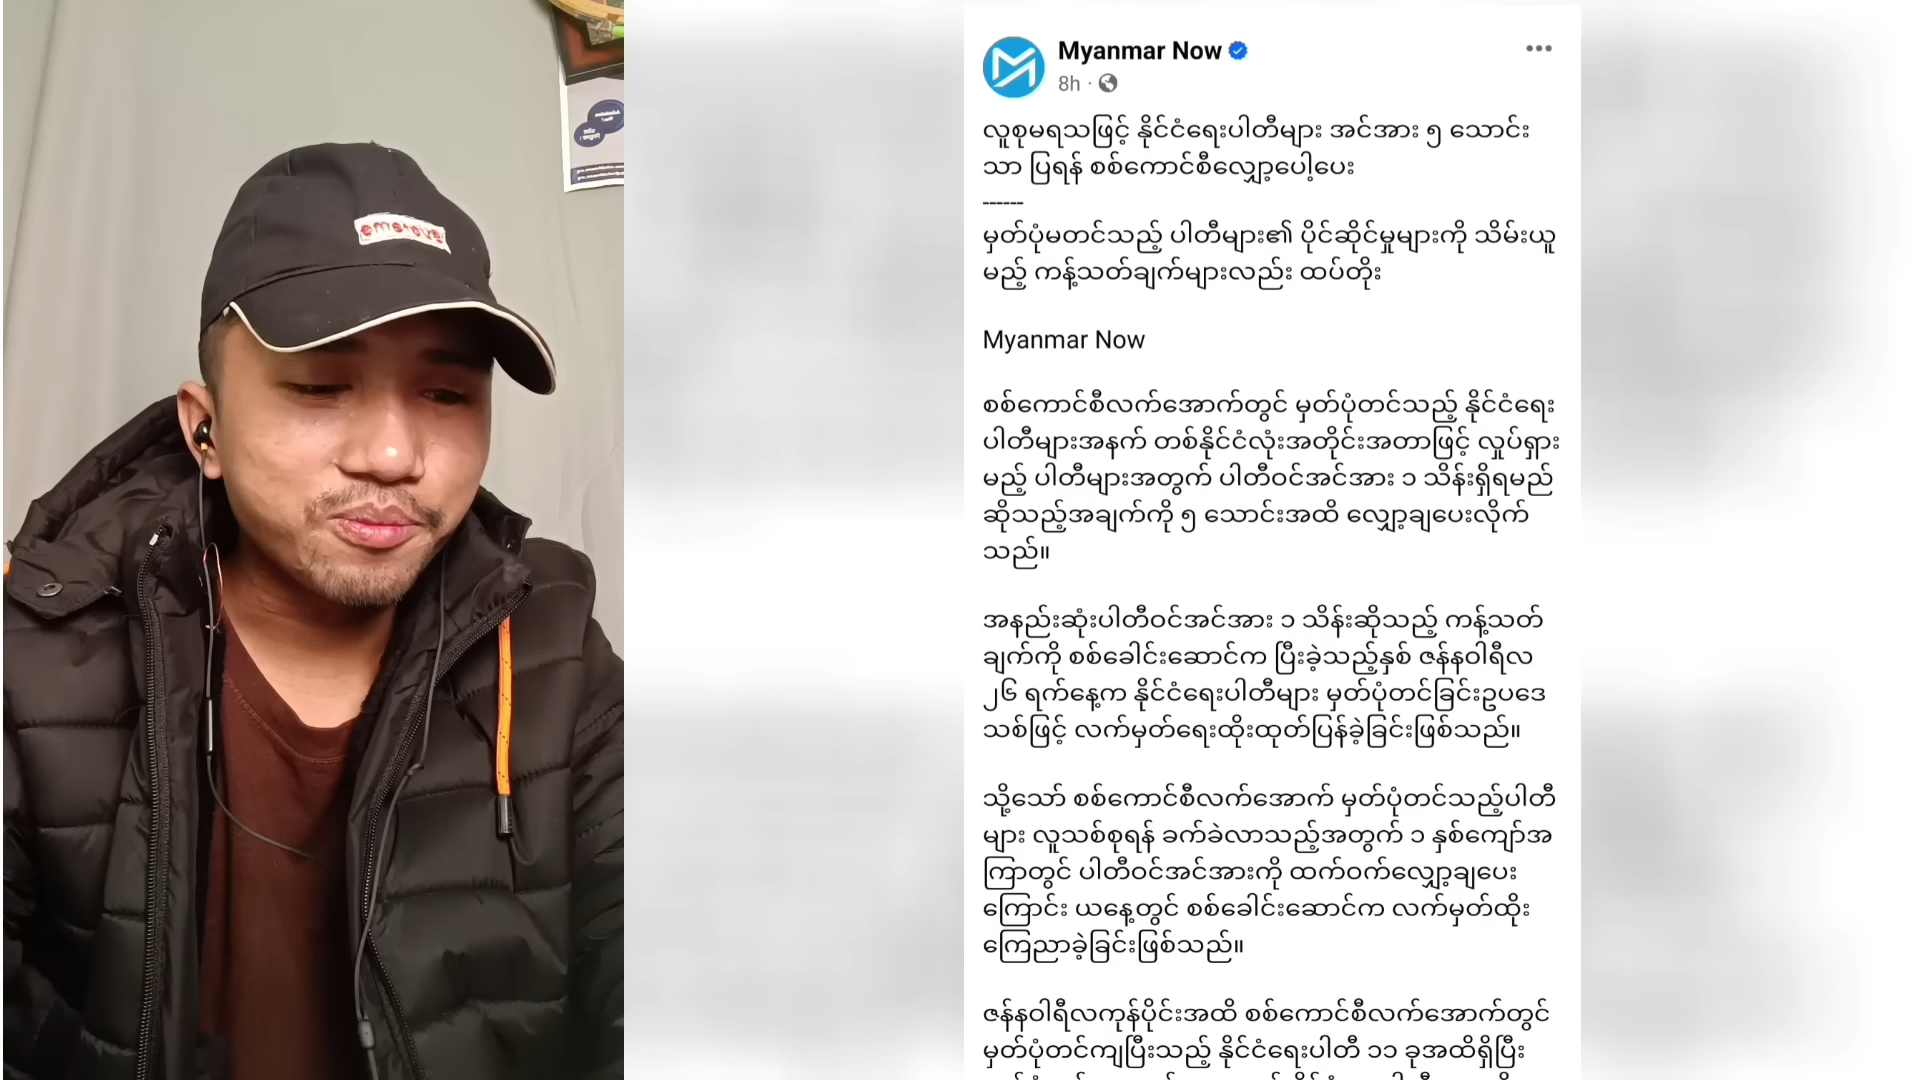 Myanmar Now
8h
လူစုမရသဖြင့် နိုင်ငံရေးပါတီများ အင်အား ၅ သောင်း
သာ ပြရန် စစ်ကောင်စီလျှော့ပေါ့ပေး
------
မှတ်ပုံမတင်သည့် ပါတီများ၏ ပိုင်ဆိုင်မှုများကို သိမ်းယူ
မည့် ကန့်သတ်ချက်များလည်း ထပ်တိုး
Myanmar Now
စစ်ကောင်စီလက်အောက်တွင် မှတ်ပုံတင်သည့် နိုင်ငံရေး
ပါတီများအနက် တစ်နိုင်ငံလုံးအတိုင်းအတာဖြင့် လှုပ်ရှား
မည့် ပါတီများအတွက် ပါတီဝင်အင်အား ၁ သိန်းရှိရမည်
ဆိုသည့်အချက်ကို ၅ သောင်းအထိ လျှော့ချပေးလိုက်
သည်။
အနည်းဆုံးပါတီဝင်အင်အား ၁ သိန်းဆိုသည့် ကန့်သတ်
ချက်ကို စစ်ခေါင်းဆောင်က ပြီးခဲ့သည့်နှစ် ဇန်နဝါရီလ
၂၆ ရက်နေ့က နိုင်ငံရေးပါတီများ မှတ်ပုံတင်ခြင်းဥပဒေ
သစ်ဖြင့် လက်မှတ်ရေးထိုးထုတ်ပြန်ခဲ့ခြင်းဖြစ်သည်။
သို့သော် စစ်ကောင်စီလက်အောက် မှတ်ပုံတင်သည့်ပါတီ
များ လူသစ်စုရန် ခက်ခဲလာသည့်အတွက် ၁ နှစ်ကျော်အ
ကြာတွင် ပါတီဝင်အင်အားကို ထက်ဝက်လျှော့ချပေး
ကြောင်း ယနေ့တွင် စစ်ခေါင်းဆောင်က လက်မှတ်ထိုး
ကြေညာခဲ့ခြင်းဖြစ်သည်။
ဇန်နဝါရီလကုန်ပိုင်းအထိ စစ်ကောင်စီလက်အောက်တွင်
မှတ်ပုံတင်ကျပြီးသည့် နိုင်ငံရေးပါတီ ၁၁ ခုအထိရှိပြီး